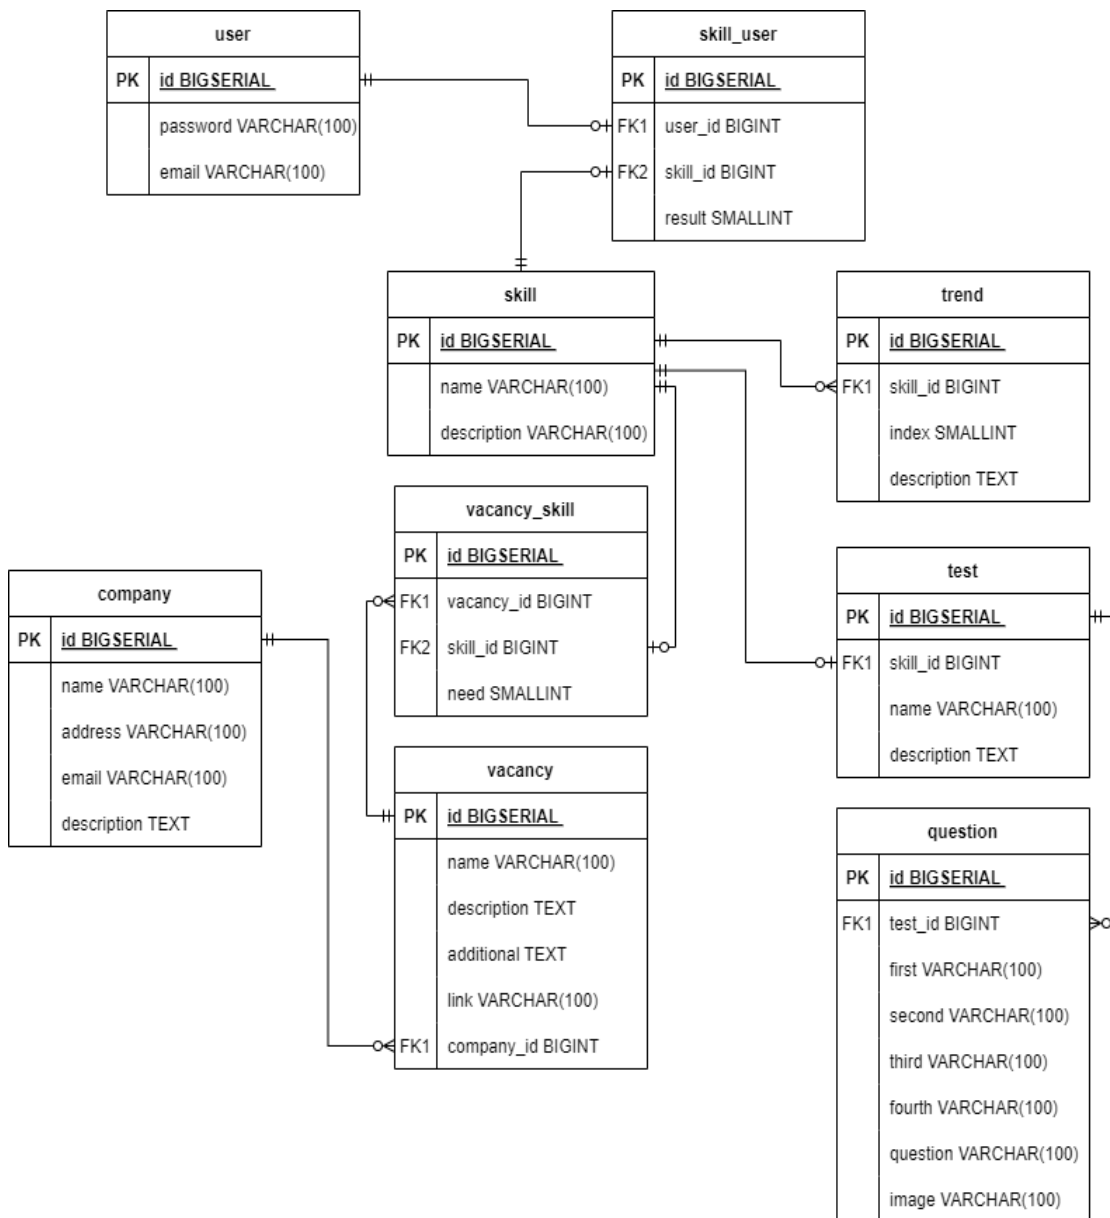 user
PK id BIGSERIAL
password VARCHAR(100)
email VARCHAR(100)
skill_user
PK id BIGSERIAL
FK1 user_id BIGINT
FK2 skill_id BIGINT
result SMALLINT
skill
PK id BIGSERIAL
name VARCHAR(100)
description VARCHAR(100)
trend
PK id BIGSERIAL
FK1 skill_id BIGINT
index SMALLINT
description TEXT
vacancy_skill
PK id BIGSERIAL
FK1 vacancy_id BIGINT
FK2 skill_id BIGINT
need SMALLINT
company
PK id BIGSERIAL
name VARCHAR(100)
address VARCHAR(100)
email VARCHAR(100)
description TEXT
test
PK id BIGSERIAL
FK1 skill_id BIGINT
name VARCHAR(100)
description TEXT
vacancy
PK id BIGSERIAL
name VARCHAR(100)
description TEXT
additional TEXT
link VARCHAR(100)
FK1 company_id BIGINT
question
PK id BIGSERIAL
FK1 test_id BIGINT
first VARCHAR(100)
second VARCHAR(100)
third VARCHAR(100)
fourth VARCHAR(100)
question VARCHAR(100)
image VARCHAR(100)